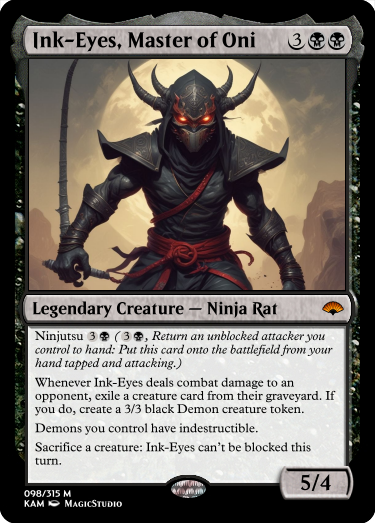 Ink-Eyes, Master of Oni 3
Legendary Creature — Ninja Rat
Ninjutsu 3 (3, Return an unblocked attacker you
control to hand: Put this card onto the battlefield from your
hand tapped and attacking.)
Whenever Ink-Eyes deals combat damage to an
opponent, exile a creature card from their graveyard. If
you do, create a 3/3 black Demon creature token.
Demons you control have indestructible.
Sacrifice a creature: Ink-Eyes can't be blocked this
turn.
5/4
098/315 M
KAM MagicStudio